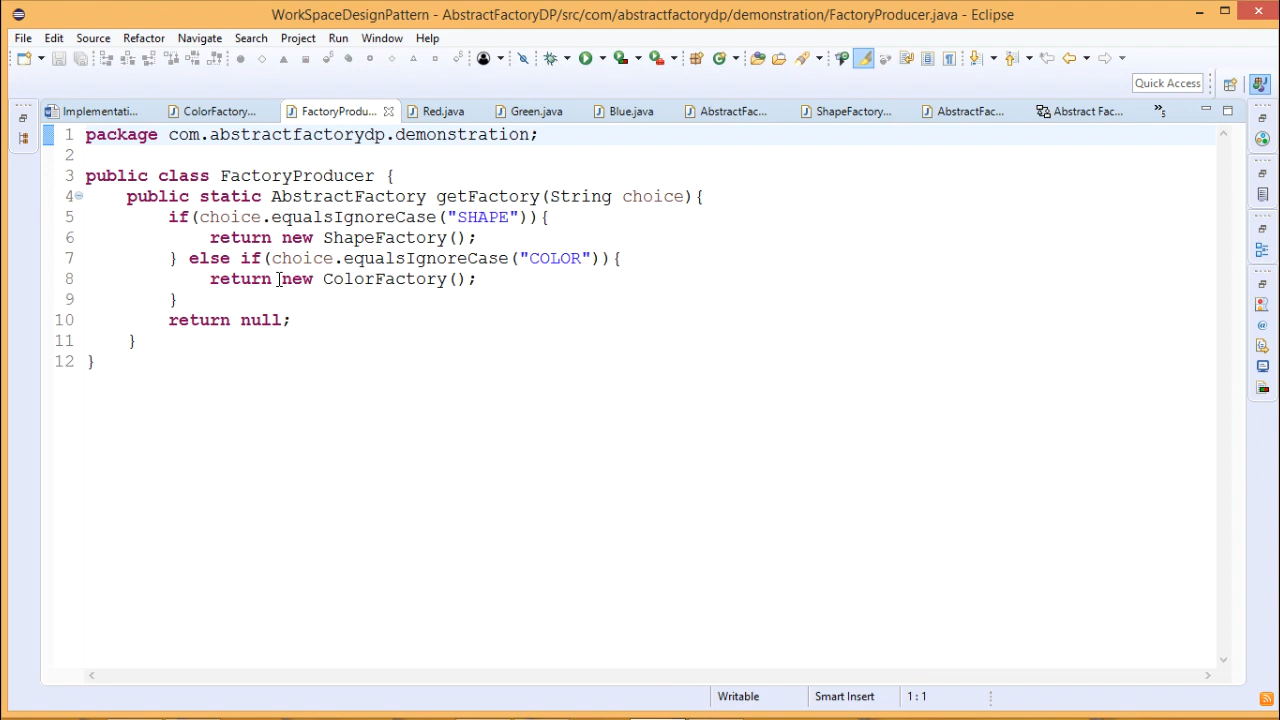 WorkSpaceDesignPattern - AbstractFactoryDP/src/com/abstractfactorydp/demonstration/FactoryProducer.java - Eclipse
File Edit Source Refactor Navigate Search Project Run Window Help
Quick Access
Implementati... ColorFactory... FactoryProdu... Red.java Green.java Blue.java AbstractFac... ShapeFactory... AbstractFac... Abstract Fac... »5
1 package com.abstractfactorydp.demonstration;
2
3 public class FactoryProducer {
4 public static AbstractFactory getFactory(String choice){
5 if(choice.equalsIgnoreCase("SHAPE")){
6 return new ShapeFactory();
7 } else if(choice.equalsIgnoreCase("COLOR")){
8 return new ColorFactory();
9 }
10 return null;
11 }
12 }
Writable Smart Insert 1 : 1